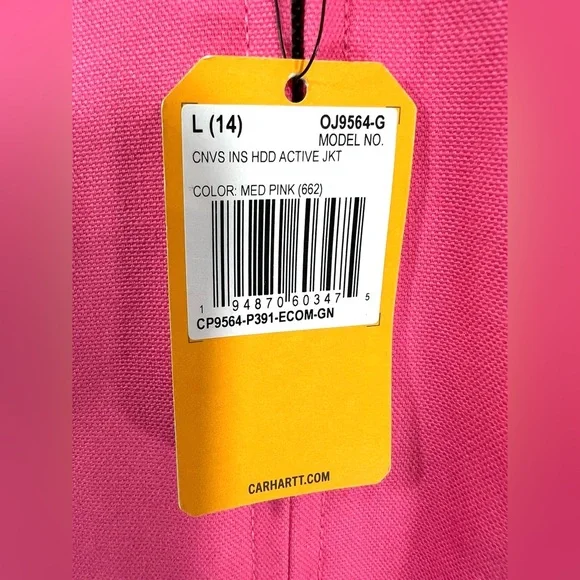 L (14) OJ9564-G
MODEL NO.
CNVS INS HDD ACTIVE JKT
COLOR: MED PINK (662)
1 94870 60347 5
CP9564-P391-ECOM-GN
CARHARTT.COM